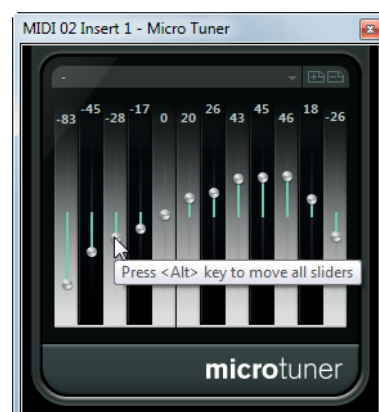 MIDI 02 Insert 1 - Micro Tuner
-
-83 -45 -28 -17 0 20 26 43 45 46 18 -26
Press <Alt> key to move all sliders
microtuner